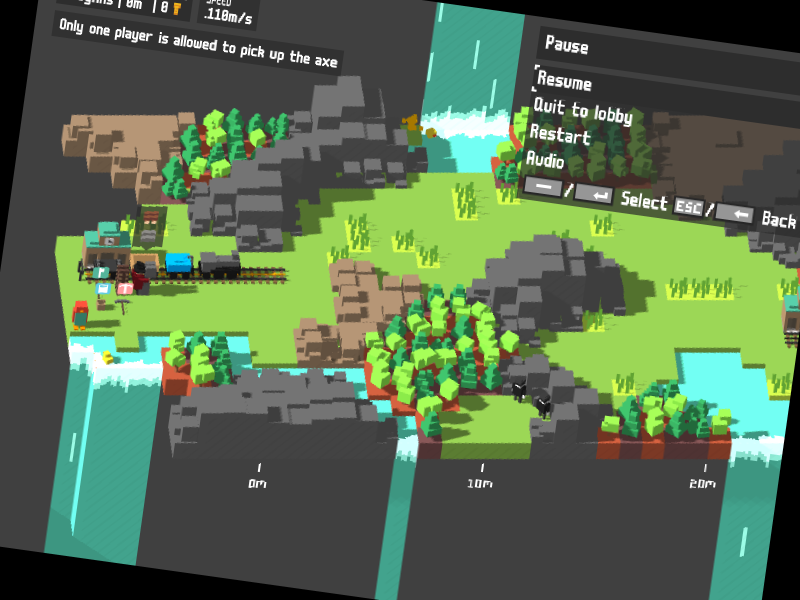 0m | 0
SPEED
.110m/s
Only one player is allowed to pick up the axe
Pause
Resume
Quit to lobby
Restart
Audio
/ Select ESC / Back
0m
10m
20m